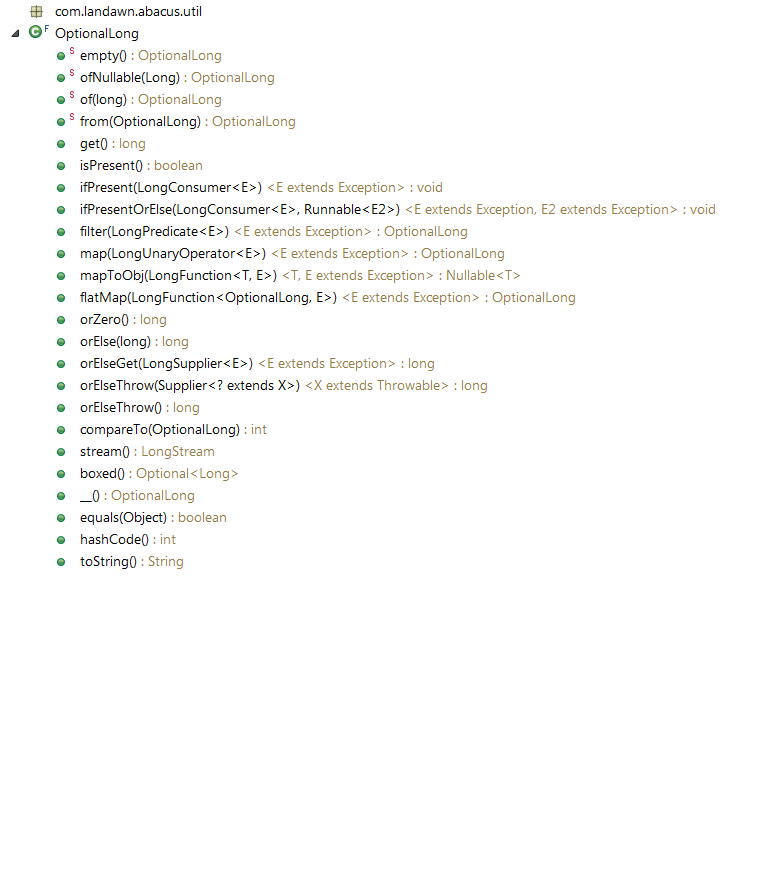 com.landawn.abacus.util
C F OptionalLong
S empty() : OptionalLong
S ofNullable(Long) : OptionalLong
S of(long) : OptionalLong
S from(OptionalLong) : OptionalLong
get() : long
isPresent() : boolean
ifPresent(LongConsumer<E>) <E extends Exception> : void
ifPresentOrElse(LongConsumer<E>, Runnable<E2>) <E extends Exception, E2 extends Exception> : void
filter(LongPredicate<E>) <E extends Exception> : OptionalLong
map(LongUnaryOperator<E>) <E extends Exception> : OptionalLong
mapToObj(LongFunction<T, E>) <T, E extends Exception> : Nullable<T>
flatMap(LongFunction<OptionalLong, E>) <E extends Exception> : OptionalLong
orZero() : long
orElse(long) : long
orElseGet(LongSupplier<E>) <E extends Exception> : long
orElseThrow(Supplier<? extends X>) <X extends Throwable> : long
orElseThrow() : long
compareTo(OptionalLong) : int
stream() : LongStream
boxed() : Optional<Long>
__() : OptionalLong
equals(Object) : boolean
hashCode() : int
toString() : String